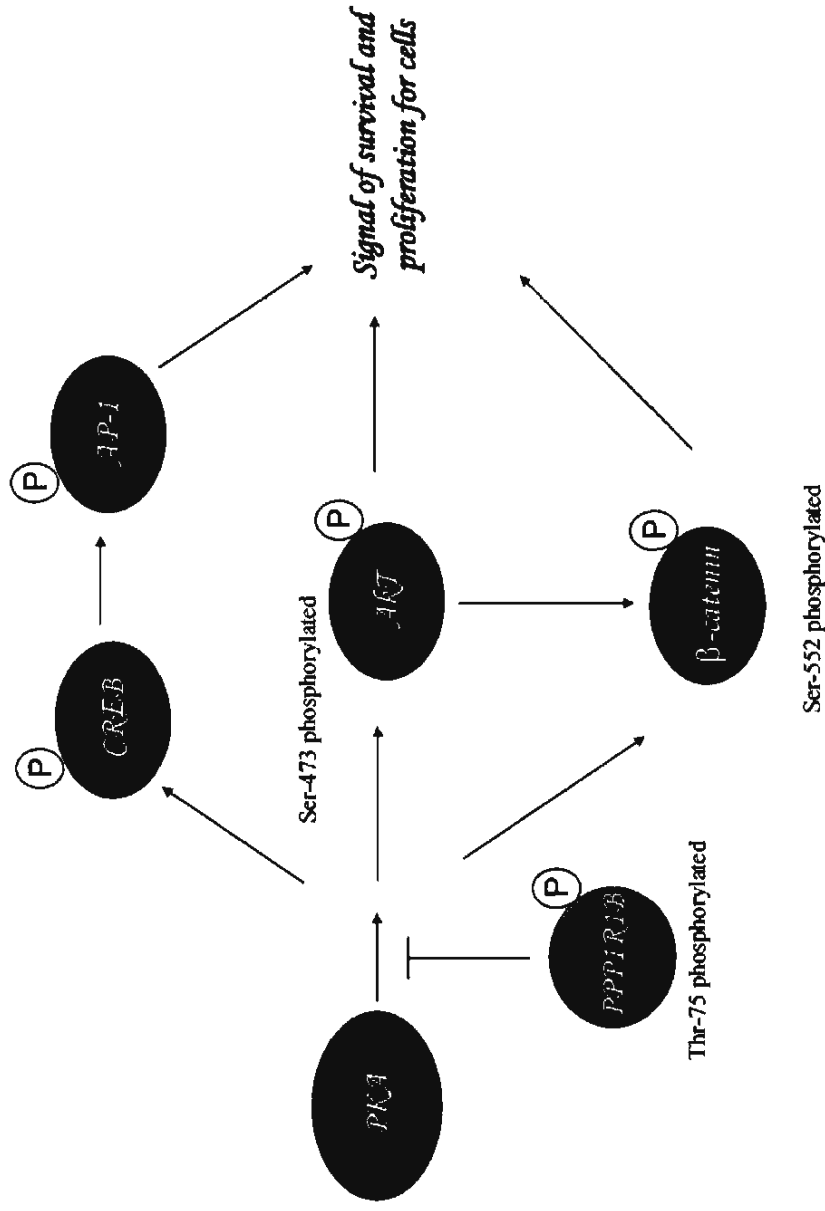 P
AP-1
P
CREB
Signal of survival and
proliferation for cells
Ser-473 phosphorylated
P
AKT
PKA
P
PPP1R1B
Thr-75 phosphorylated
P
β-catenin
Ser-552 phosphorylated